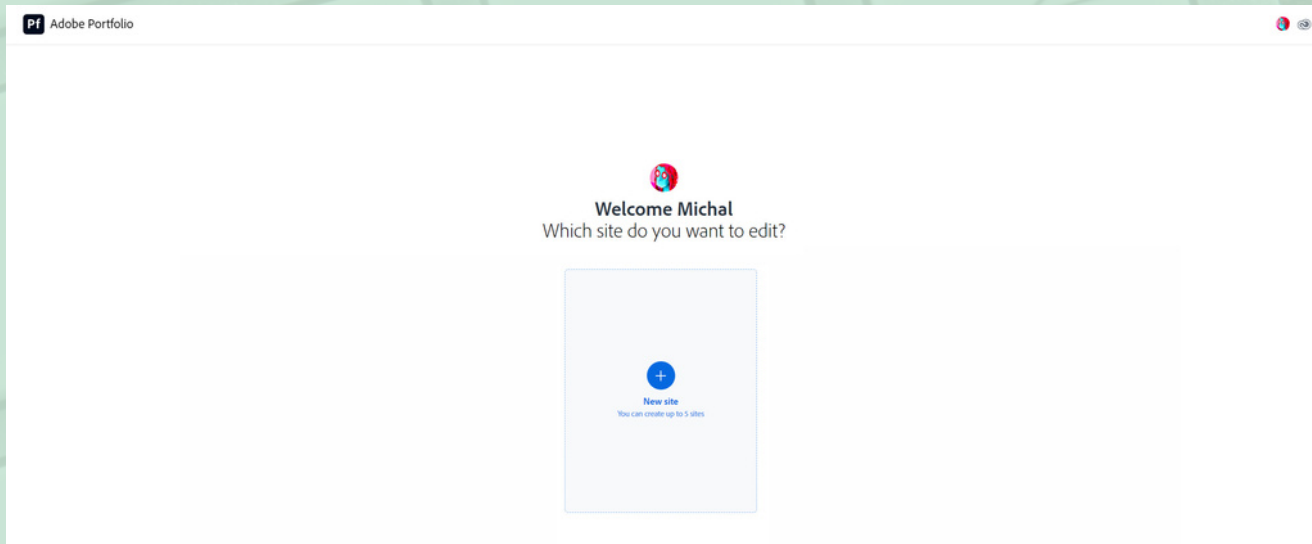 Pf Adobe Portfolio
Welcome Michal
Which site do you want to edit?
New site
You can create up to 5 sites